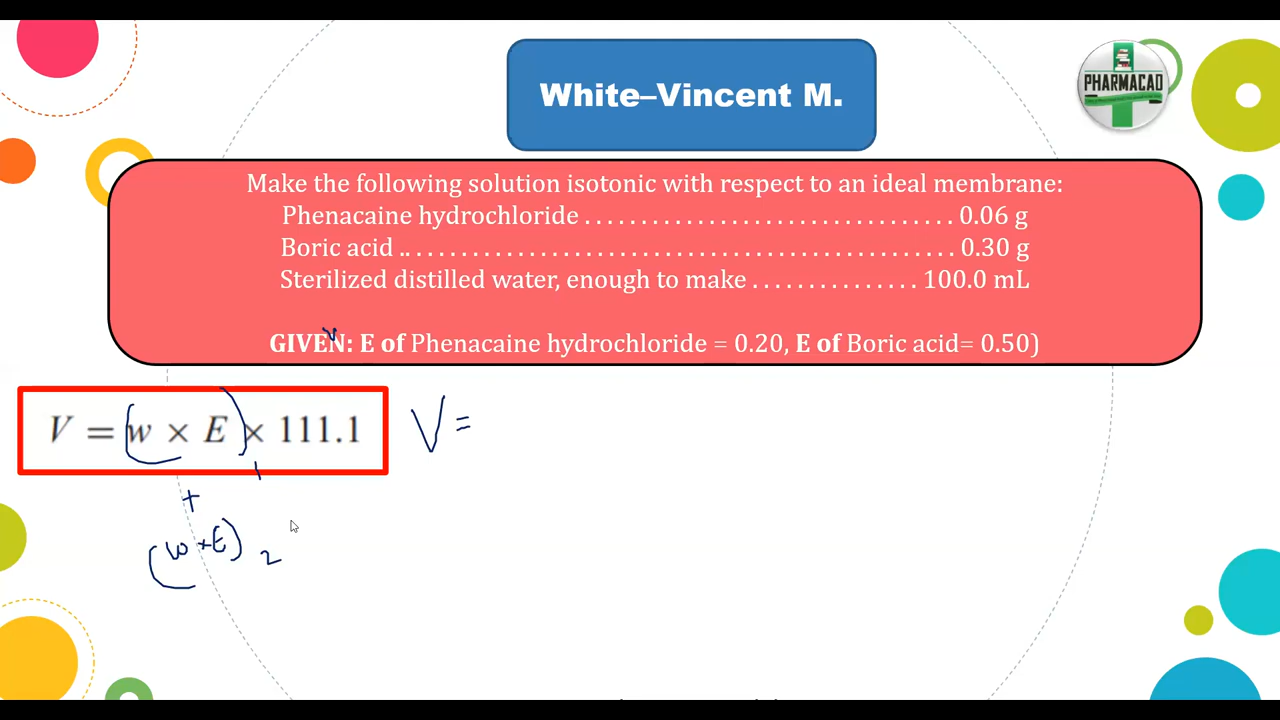 White–Vincent M.
PHARMACAD
Make the following solution isotonic with respect to an ideal membrane:
Phenacaine hydrochloride . . . . . . . . . . . . . . . . . . . . . . . . . . . . . . . . . . 0.06 g
Boric acid .. . . . . . . . . . . . . . . . . . . . . . . . . . . . . . . . . . . . . . . . . . . . . . . . . 0.30 g
Sterilized distilled water, enough to make . . . . . . . . . . . . . . . 100.0 mL
GIVEN: E of Phenacaine hydrochloride = 0.20, E of Boric acid= 0.50)
V = (w × E) × 111.1 V =
1
+
(w×E) 2